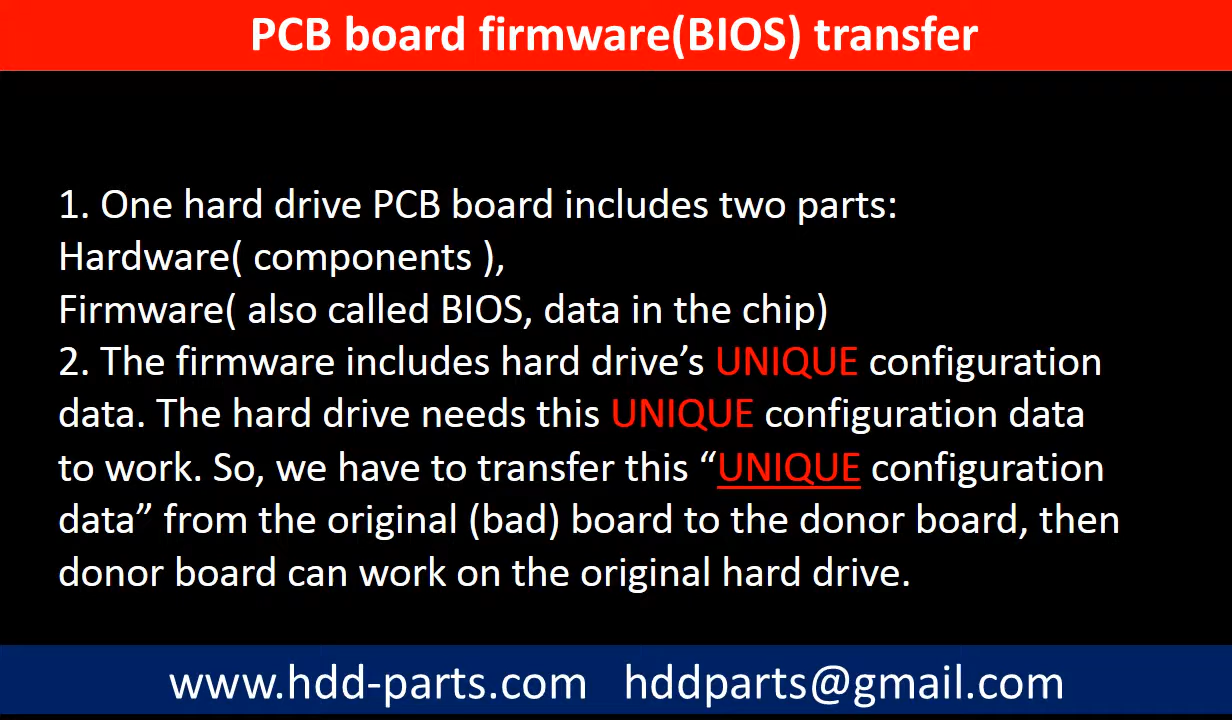 PCB board firmware(BIOS) transfer
1. One hard drive PCB board includes two parts:
Hardware( components ),
Firmware( also called BIOS, data in the chip)
2. The firmware includes hard drive’s UNIQUE configuration
data. The hard drive needs this UNIQUE configuration data
to work. So, we have to transfer this “UNIQUE configuration
data” from the original (bad) board to the donor board, then
donor board can work on the original hard drive.
www.hdd-parts.com hddparts@gmail.com